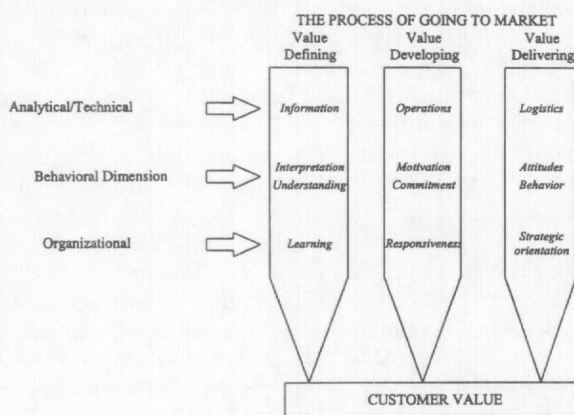 THE PROCESS OF GOING TO MARKET
Value Defining
Value Developing
Value Delivering
Analytical/Technical
Information
Operations
Logistics
Behavioral Dimension
Interpretation
Understanding
Motivation
Commitment
Attitudes
Behavior
Organizational
Learning
Responsiveness
Strategic
orientation
CUSTOMER VALUE